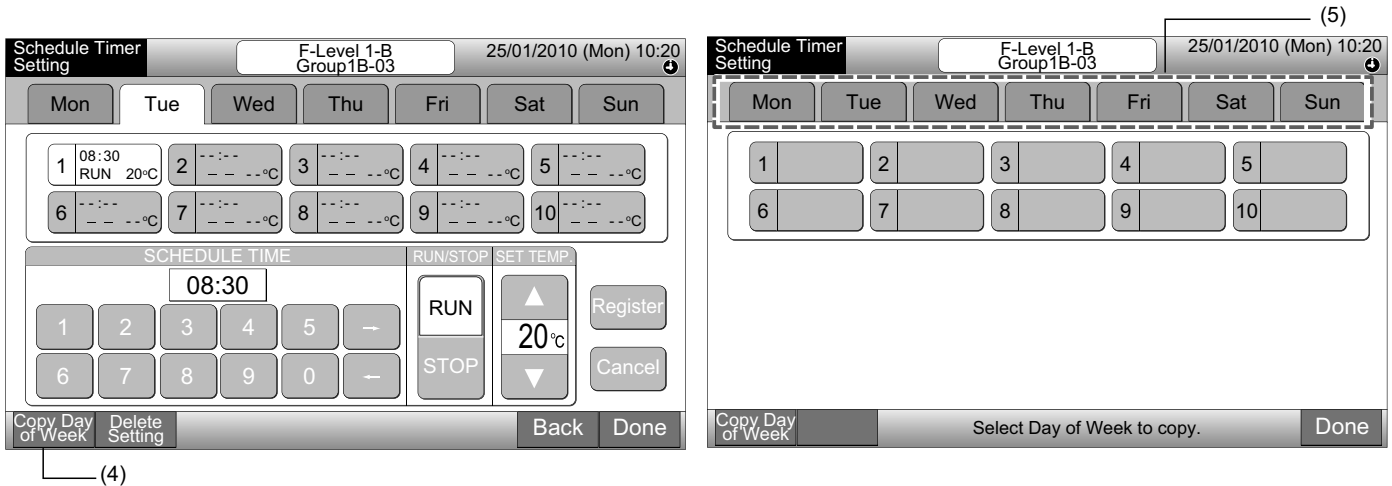 (5)
Schedule Timer
Setting
F-Level 1-B
Group1B-03
25/01/2010 (Mon) 10:20
Mon Tue Wed Thu Fri Sat Sun
1 08:30 RUN 20°C
2 --:-- – – --°C
3 --:-- – – --°C
4 --:-- – – --°C
5 --:-- – – --°C
6 --:-- – – --°C
7 --:-- – – --°C
8 --:-- – – --°C
9 --:-- – – --°C
10 --:-- – – --°C
SCHEDULE TIME RUN/STOP SET TEMP.
08:30
1 2 3 4 5 →
6 7 8 9 0 ←
RUN
STOP
▲
20°C
▼
Register
Cancel
Copy Day
of Week
Delete
Setting
Back Done
(4)
Schedule Timer
Setting
F-Level 1-B
Group1B-03
25/01/2010 (Mon) 10:20
Mon Tue Wed Thu Fri Sat Sun
1 2 3 4 5
6 7 8 9 10
Copy Day
of Week
Select Day of Week to copy.
Done